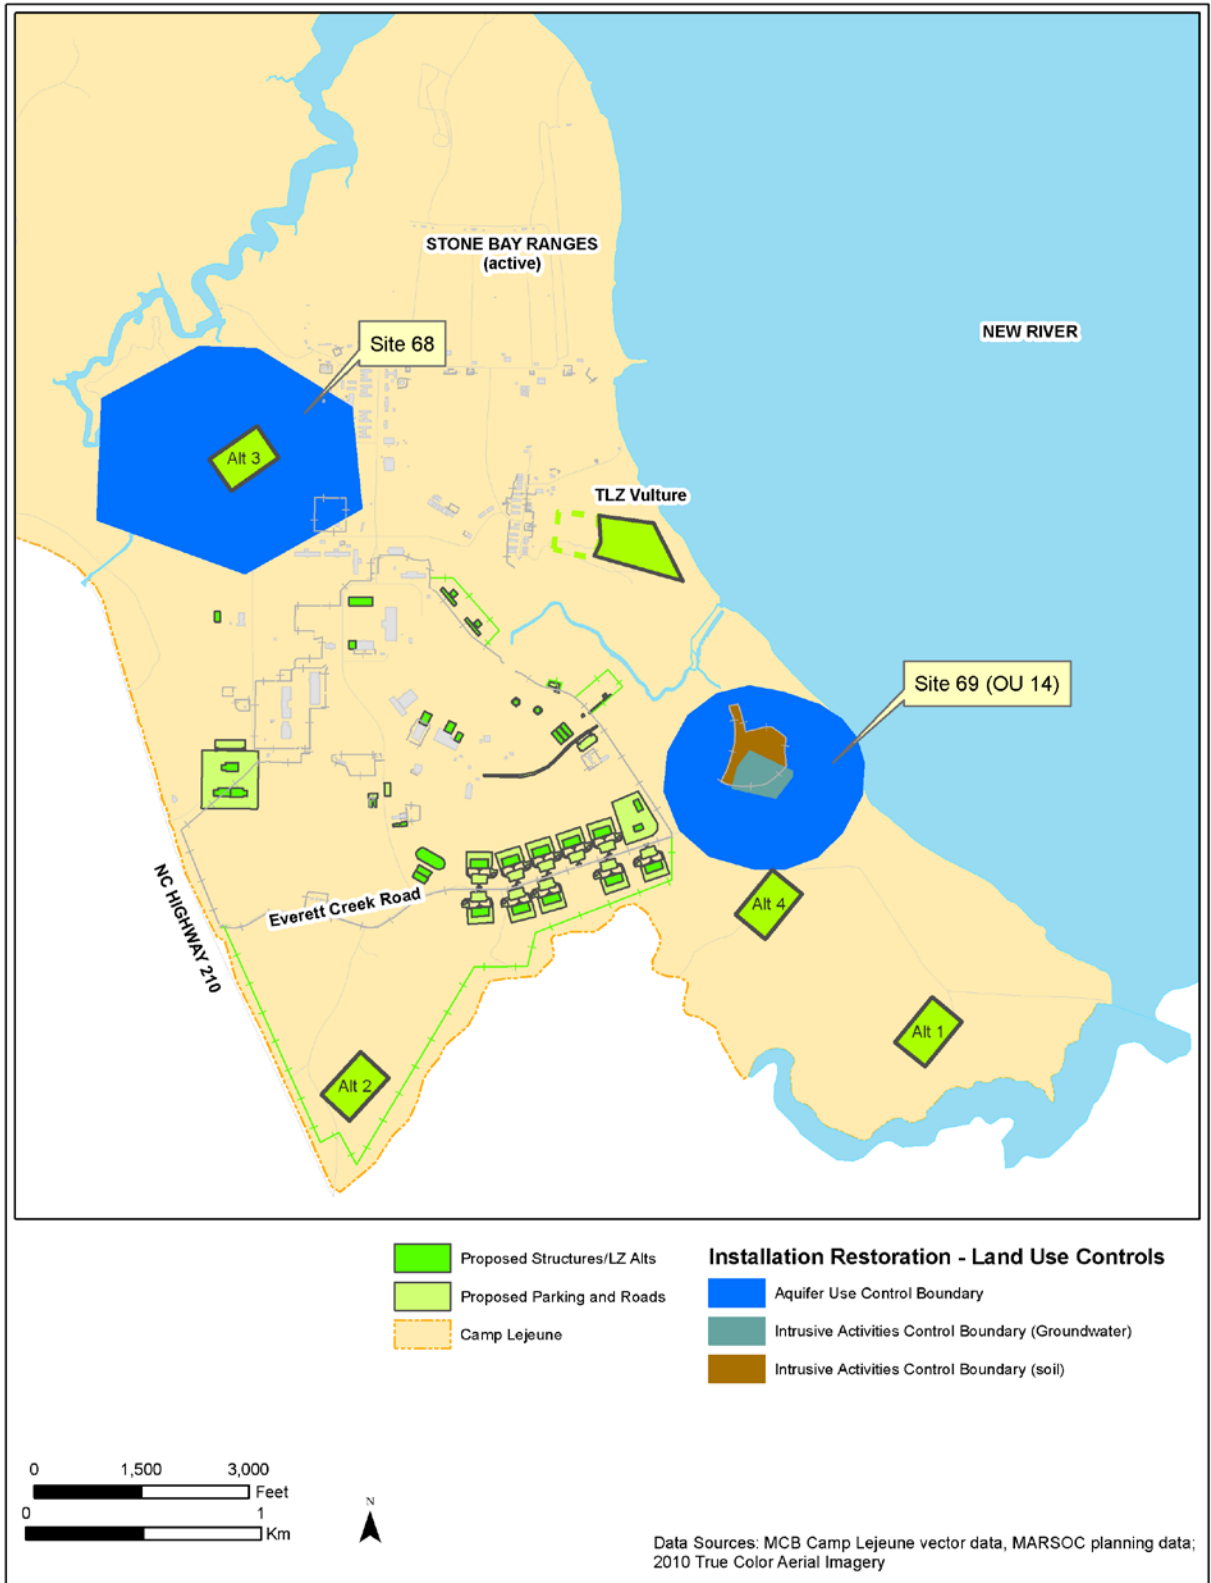 STONE BAY RANGES
(active)
NEW RIVER
Site 68
Alt 3
TLZ Vulture
Site 69 (OU 14)
Alt 4
Everett Creek Road
NC HIGHWAY 210
Alt 1
Alt 2
Proposed Structures/LZ Alts
Proposed Parking and Roads
Camp Lejeune
Installation Restoration - Land Use Controls
Aquifer Use Control Boundary
Intrusive Activities Control Boundary (Groundwater)
Intrusive Activities Control Boundary (soil)
0 1,500 3,000
Feet
0 1
Km
N
Data Sources: MCB Camp Lejeune vector data, MARSOC planning data;
2010 True Color Aerial Imagery